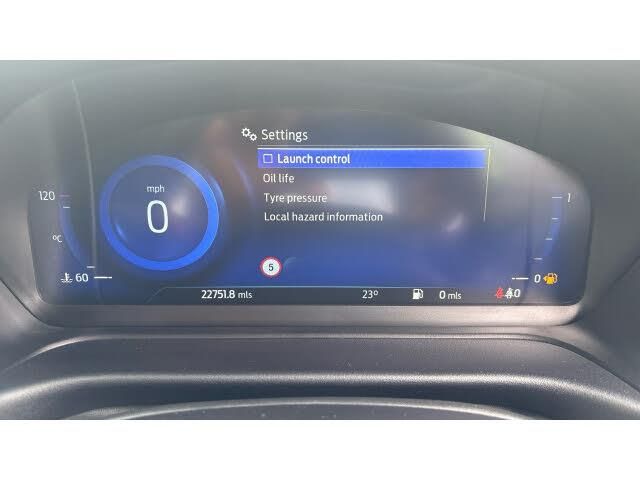 Settings
Launch control
Oil life
Tyre pressure
Local hazard information
mph
0
120
°C
60
5
1
0
22751.8 mls
23°
0 mls